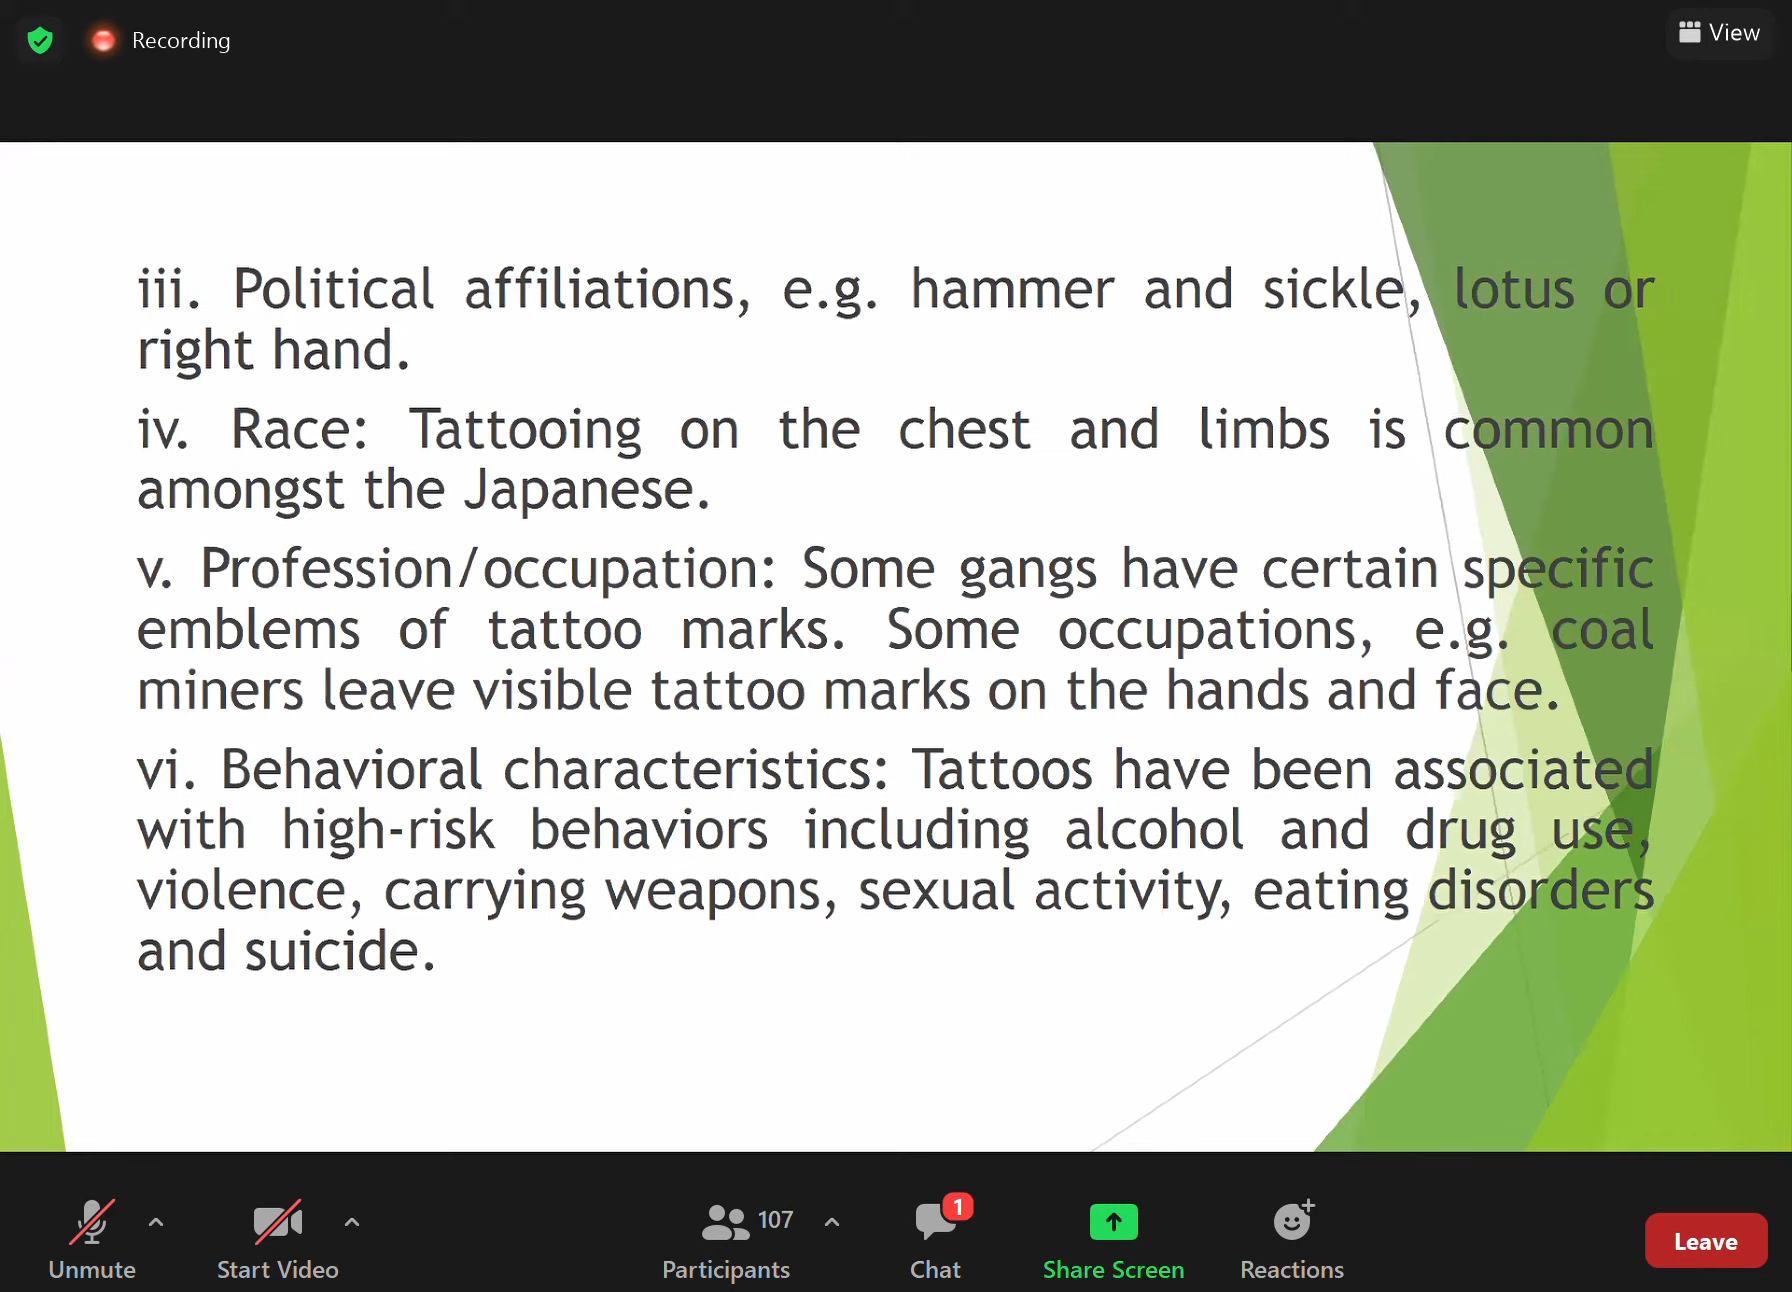 Recording
View
iii. Political affiliations, e.g. hammer and sickle, lotus or
right hand.
iv. Race: Tattooing on the chest and limbs is common
amongst the Japanese.
v. Profession/occupation: Some gangs have certain specific
emblems of tattoo marks. Some occupations, e.g. coal
miners leave visible tattoo marks on the hands and face.
vi. Behavioral characteristics: Tattoos have been associated
with high-risk behaviors including alcohol and drug use,
violence, carrying weapons, sexual activity, eating disorders
and suicide.
107
1
Unmute
Start Video
Participants
Chat
Share Screen
Reactions
Leave